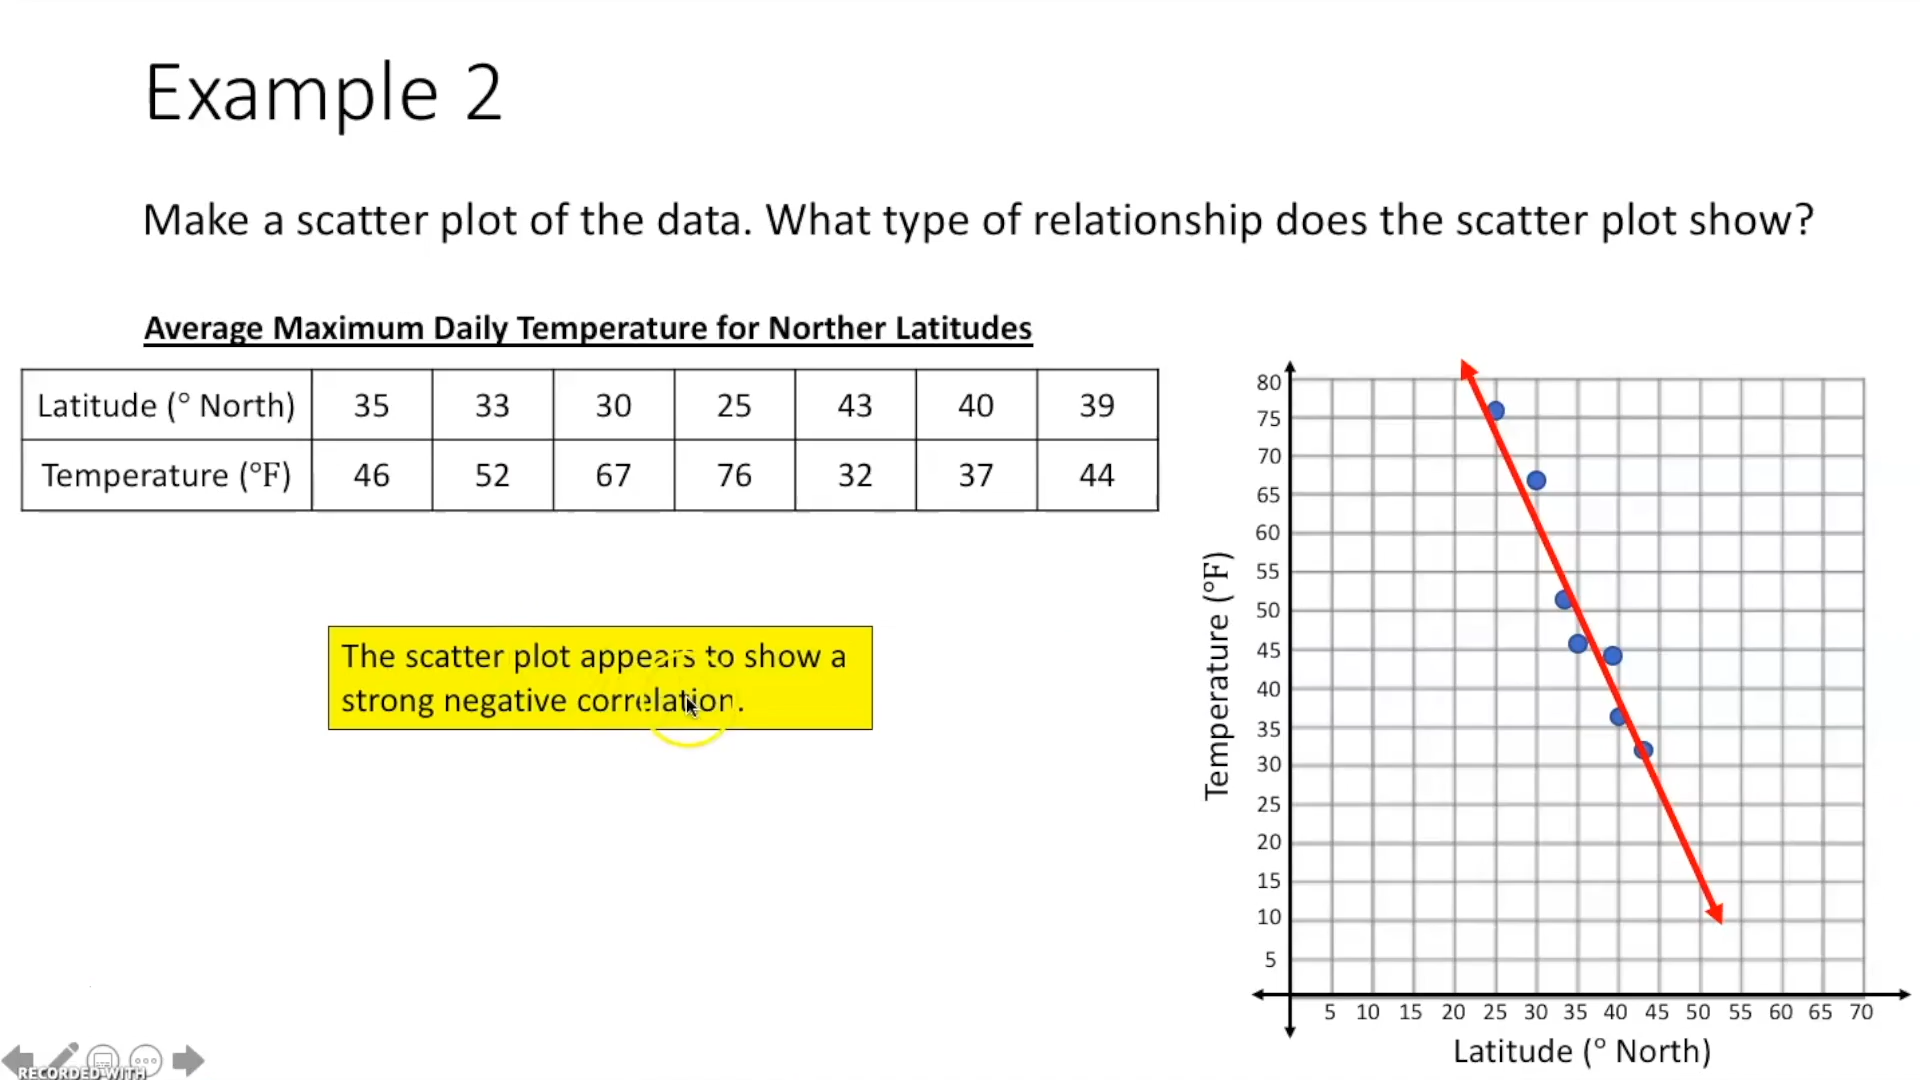 Example 2
Make a scatter plot of the data. What type of relationship does the scatter plot show?
Average Maximum Daily Temperature for Norther Latitudes
Latitude (° North) 35 33 30 25 43 40 39
Temperature (°F) 46 52 67 76 32 37 44
The scatter plot appears to show a
strong negative correlation.
Temperature (°F)
80
75
70
65
60
55
50
45
40
35
30
25
20
15
10
5
5 10 15 20 25 30 35 40 45 50 55 60 65 70
Latitude (° North)
RECORDED WITH